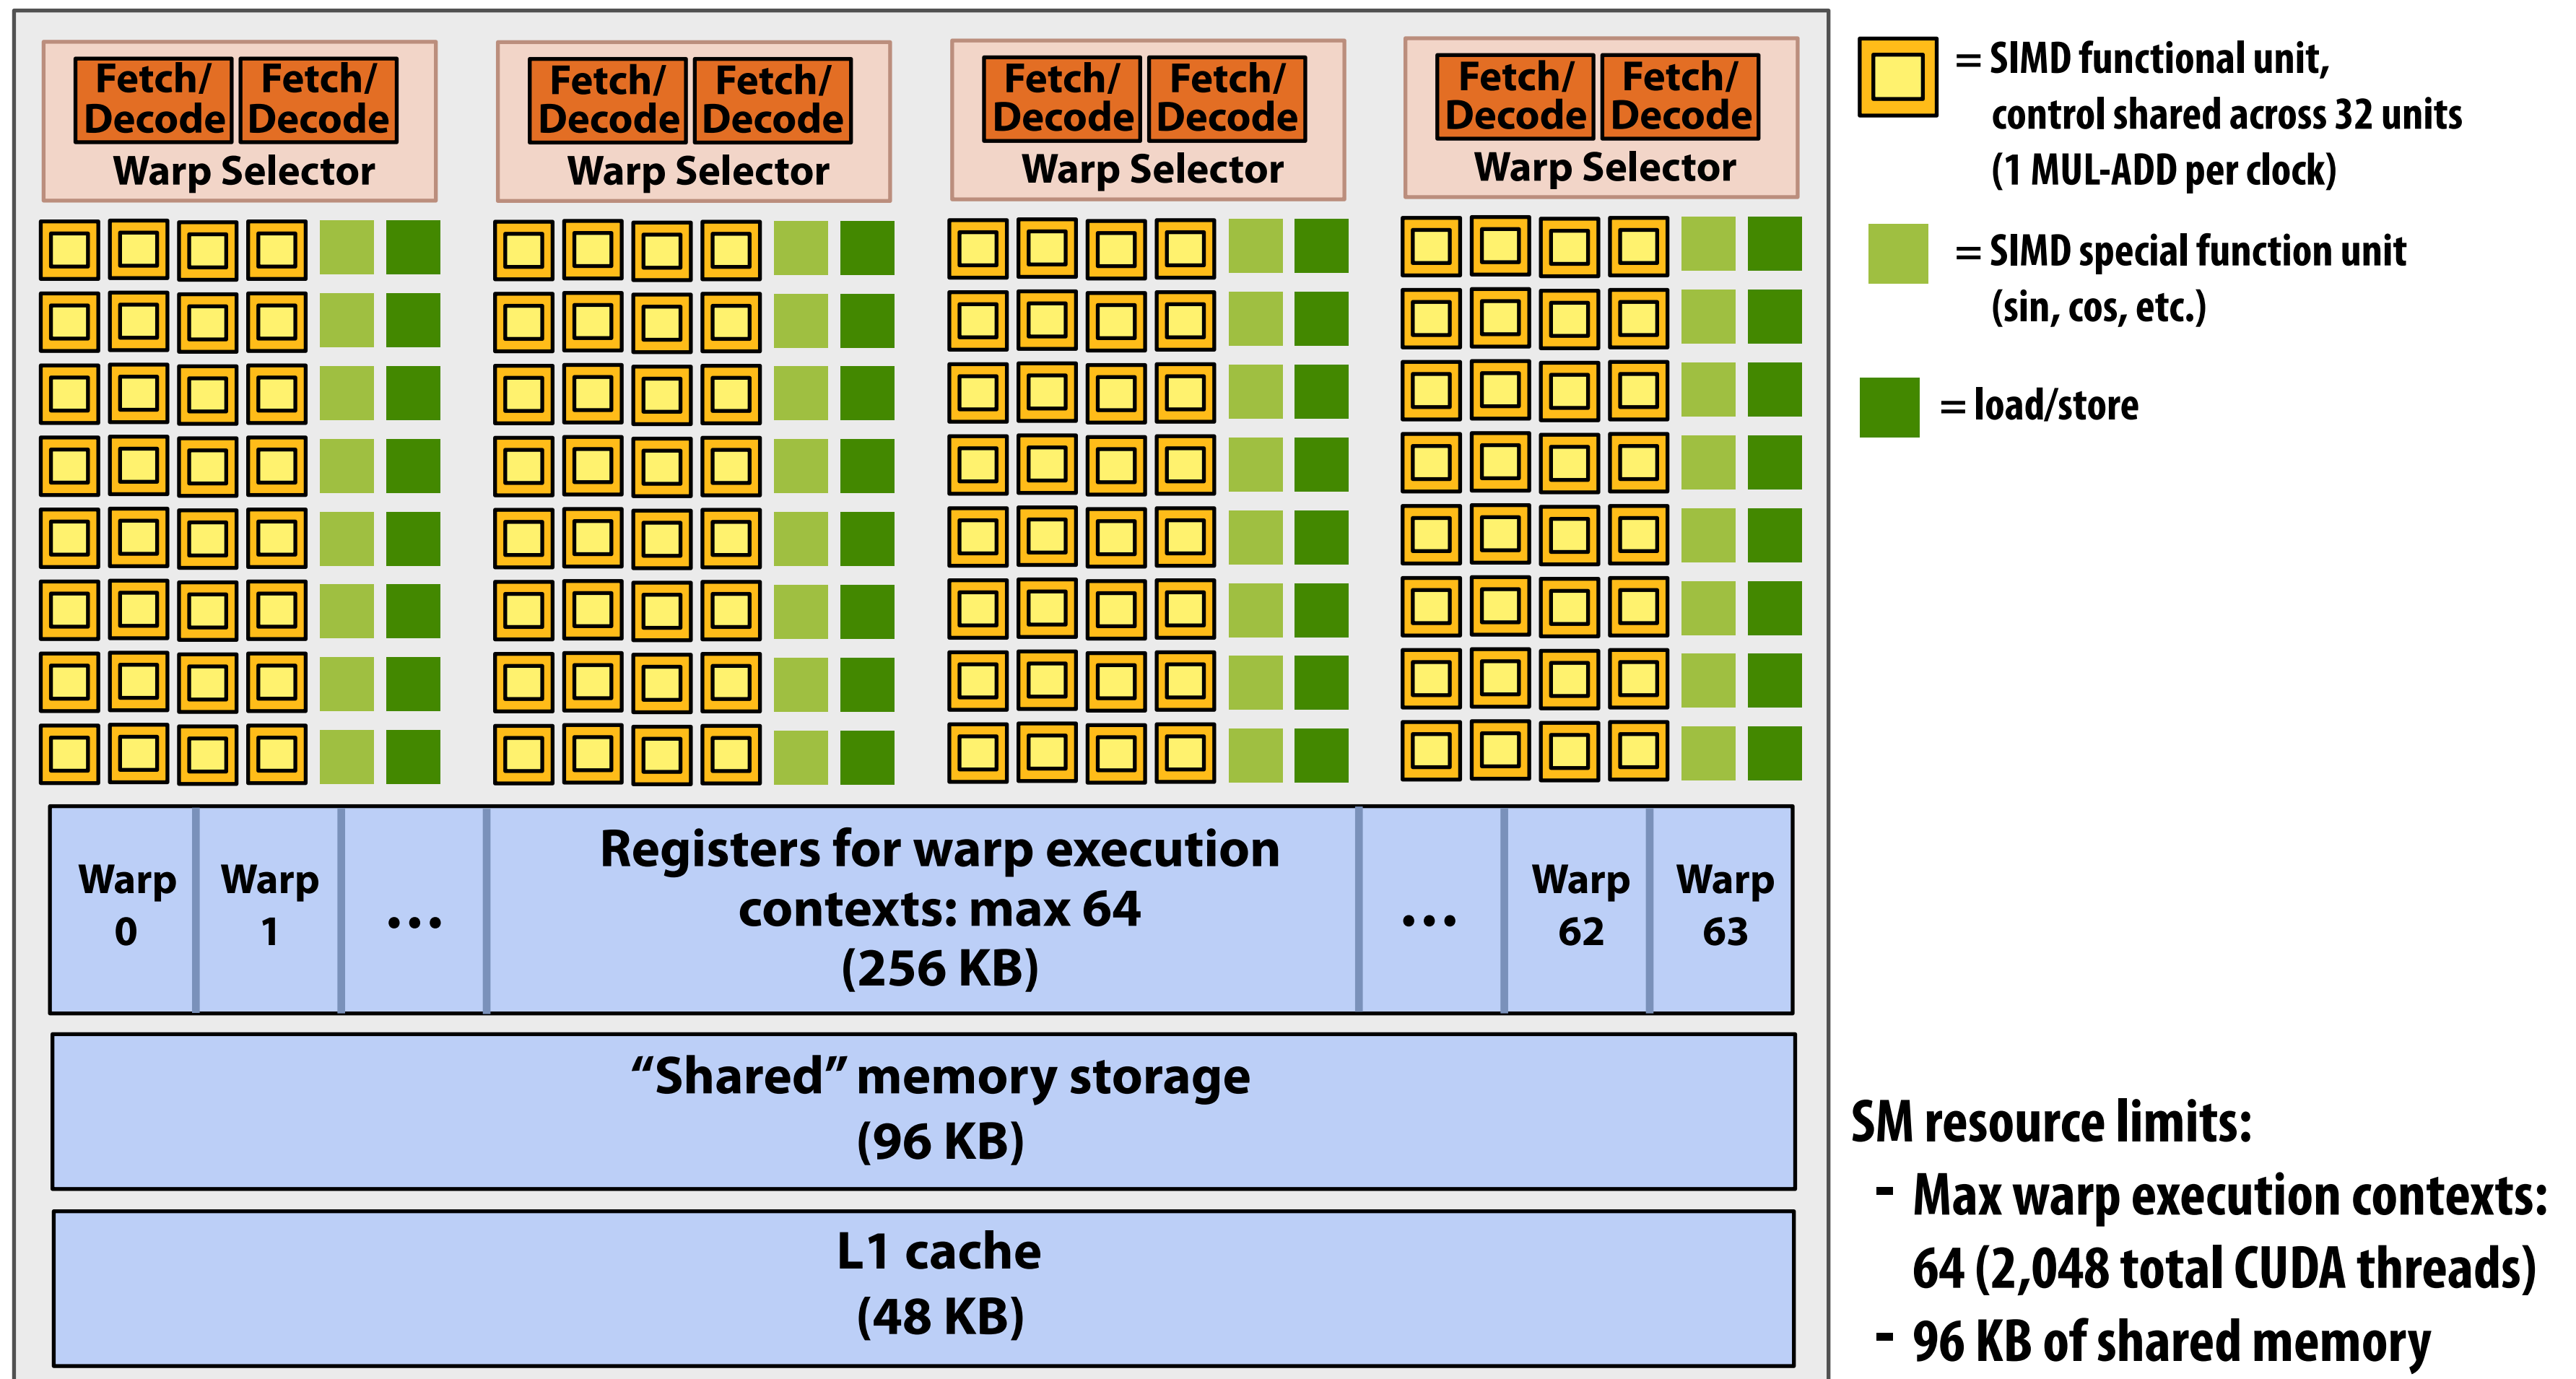 Fetch/ Fetch/
Decode Decode
Warp Selector
Fetch/ Fetch/
Decode Decode
Warp Selector
Fetch/ Fetch/
Decode Decode
Warp Selector
Fetch/ Fetch/
Decode Decode
Warp Selector
= SIMD functional unit,
control shared across 32 units
(1 MUL-ADD per clock)
= SIMD special function unit
(sin, cos, etc.)
= load/store
Warp
0
Warp
1
...
Registers for warp execution
contexts: max 64
(256 KB)
...
Warp
62
Warp
63
“Shared” memory storage
(96 KB)
L1 cache
(48 KB)
SM resource limits:
- Max warp execution contexts:
64 (2,048 total CUDA threads)
- 96 KB of shared memory